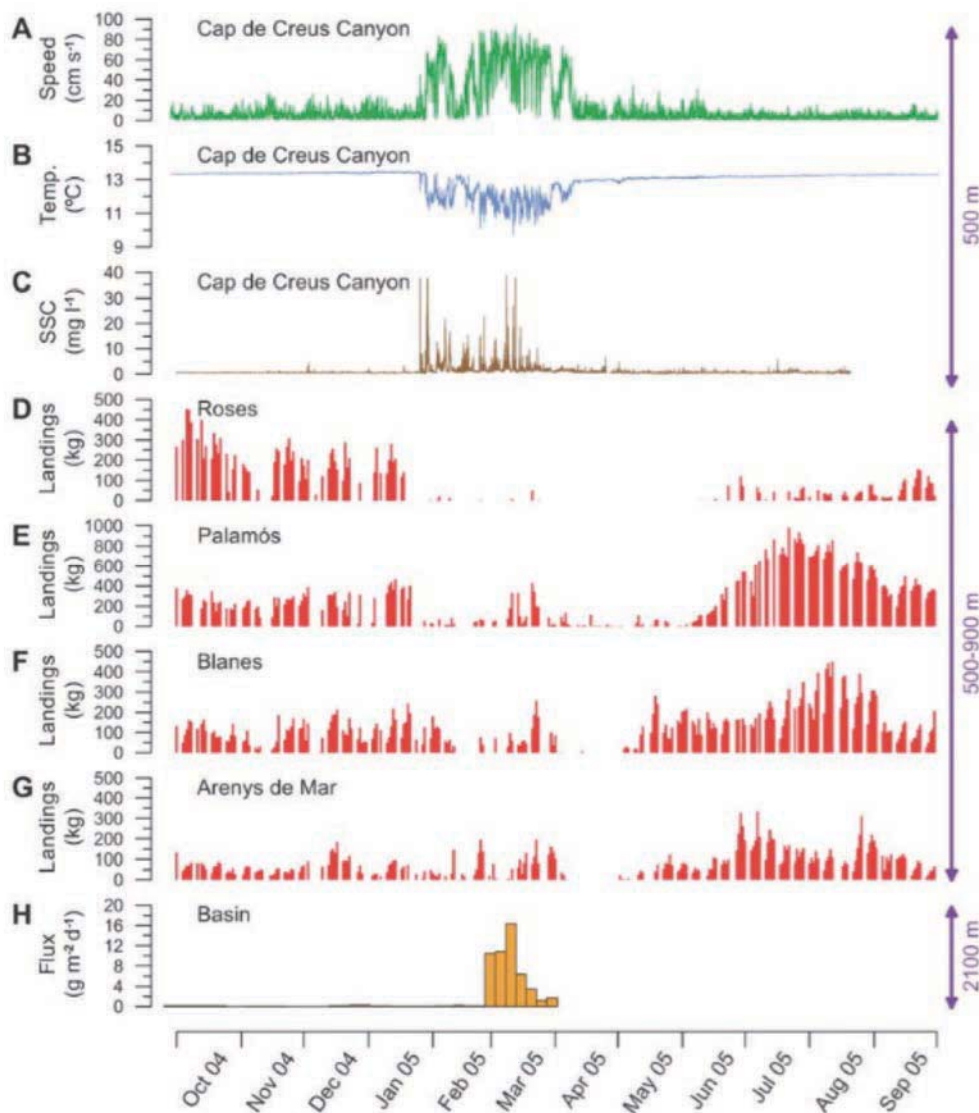 A
Cap de Creus Canyon
Speed
(cm s⁻¹)
100
80
60
40
20
0
B
Cap de Creus Canyon
Temp.
(ºC)
15
13
11
9
500 m
C
Cap de Creus Canyon
SSC
(mg l⁻¹)
40
30
20
10
0
D
Roses
Landings
(kg)
500
400
300
200
100
0
E
Palamós
Landings
(kg)
1000
800
600
400
200
0
500-900 m
F
Blanes
Landings
(kg)
500
400
300
200
100
0
G
Arenys de Mar
Landings
(kg)
500
400
300
200
100
0
H
Basin
Flux
(g m⁻² d⁻¹)
20
16
12
8
4
0
2100 m
Oct 04 Nov 04 Dec 04 Jan 05 Feb 05 Mar 05 Apr 05 May 05 Jun 05 Jul 05 Aug 05 Sep 05